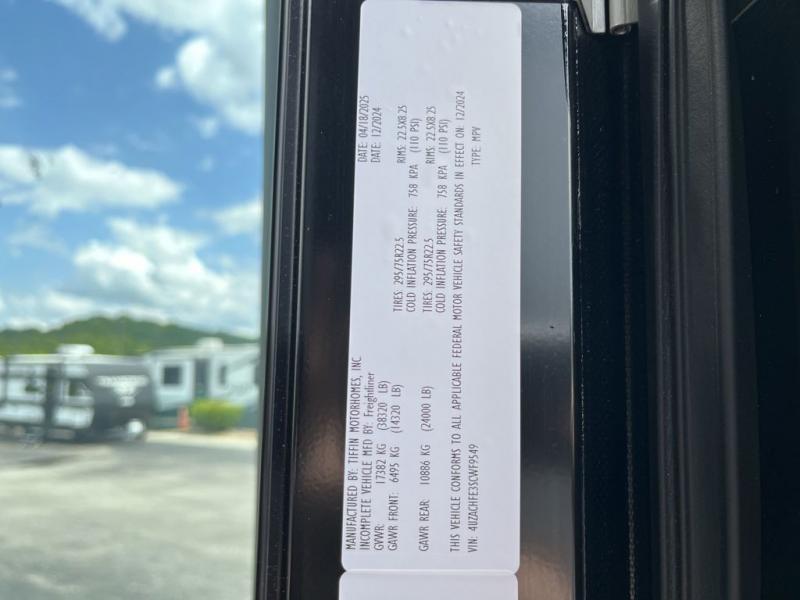 MANUFACTURED BY: TIFFIN MOTORHOMES, INC DATE: 04/18/2025
INCOMPLETE VEHICLE MFD BY: Freightliner DATE: 12/2024
GVWR: 17382 KG (38320 LB)
GAWR FRONT: 6495 KG (14320 LB) TIRES: 295/75R22.5 RIMS: 22.5X8.25
COLD INFLATION PRESSURE: 758 KPA (110 PSI)
GAWR REAR: 10886 KG (24000 LB) TIRES: 295/75R22.5 RIMS: 22.5X8.25
COLD INFLATION PRESSURE: 758 KPA (110 PSI)
THIS VEHICLE CONFORMS TO ALL APPLICABLE FEDERAL MOTOR VEHICLE SAFETY STANDARDS IN EFFECT ON: 12/2024
VIN: 4UZACHFE3SCWF9549 TYPE: MPV